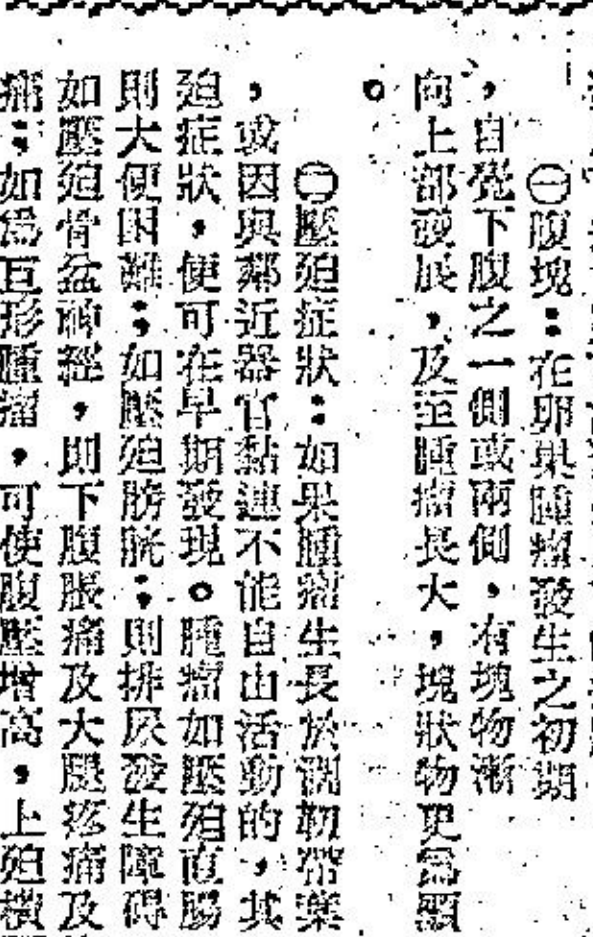 ㊀腹塊：在卵巢腫瘤發生之初期
，自覺下腹之一側或兩側，有塊物漸
向上部發展，及至腫瘤長大，塊狀物更爲顯
。
㊁壓迫症狀：如果腫瘤生長於闊靱帶葉
，或因與鄰近器官黏連不能自由活動的，其
迫症狀，便可在早期發現。腫瘤如壓迫直腸
則大便困難；如壓迫膀胱；則排尿發生障碍
如壓迫骨盆神經，則下腹脹痛及大腿疼痛及
痛；如爲巨形腫瘤，可使腹壓增高，上迫橫